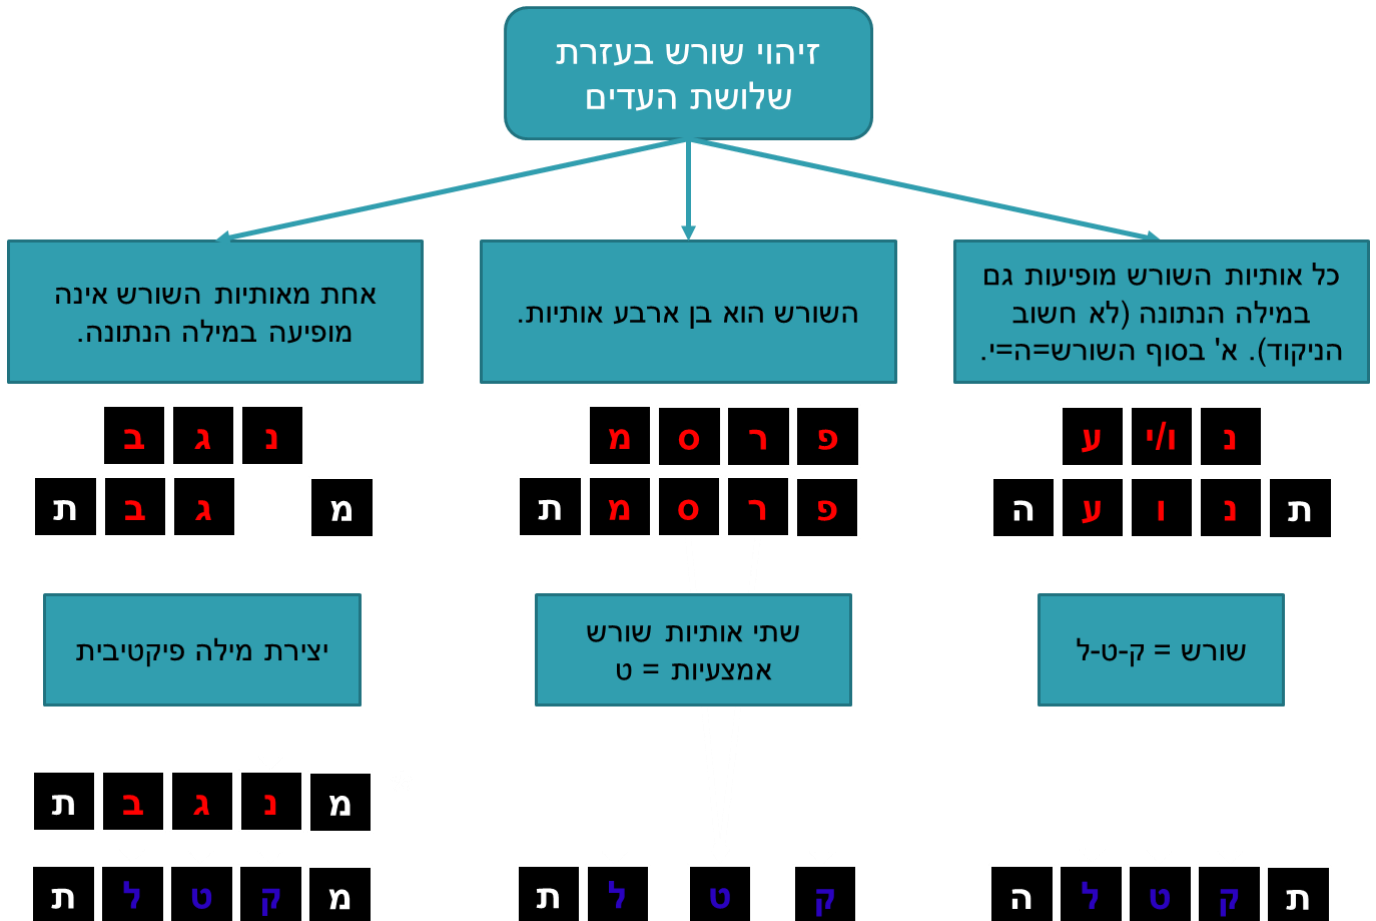 זיהוי שורש בעזרת
שלושת העדים
כל אותיות השורש מופיעות גם
במילה הנתונה (לא חשוב
הניקוד). א' בסוף השורש=ה=י.
השורש הוא בן ארבע אותיות.
אחת מאותיות השורש אינה
מופיעה במילה הנתונה.
נ ו/י ע
ת נ ו ע ה
פ ר ס מ
פ ר ס מ ת
נ ג ב
מ ג ב ת
שורש = ק-ט-ל
שתי אותיות שורש
אמצעיות = ט
יצירת מילה פיקטיבית
מ נ ג ב ת
ת ק ט ל ה
ק ט ל ת
מ ק ט ל ת